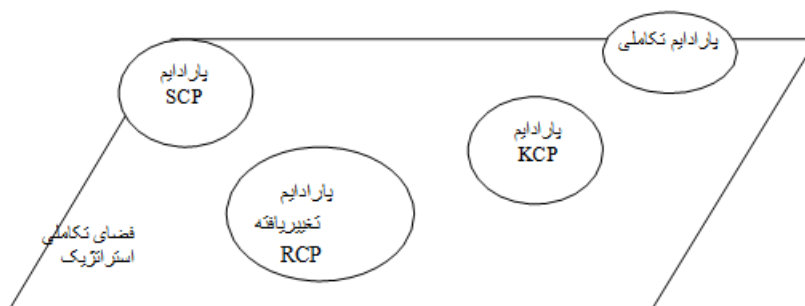 پارادایم تکاملی
پارادایم
SCP
پارادایم
KCP
پارادایم
تغییریافته
RCP
فضای تکاملی
استراتژیک